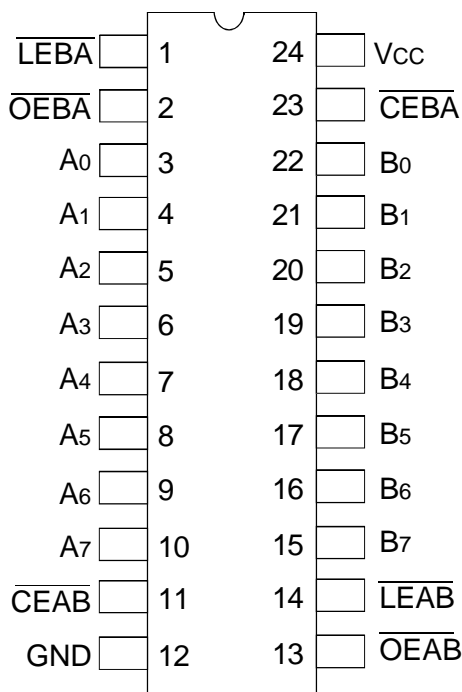 LEBA 1 24 VCC
OEBA 2 23 CEBA
A0 3 22 B0
A1 4 21 B1
A2 5 20 B2
A3 6 19 B3
A4 7 18 B4
A5 8 17 B5
A6 9 16 B6
A7 10 15 B7
CEAB 11 14 LEAB
GND 12 13 OEAB